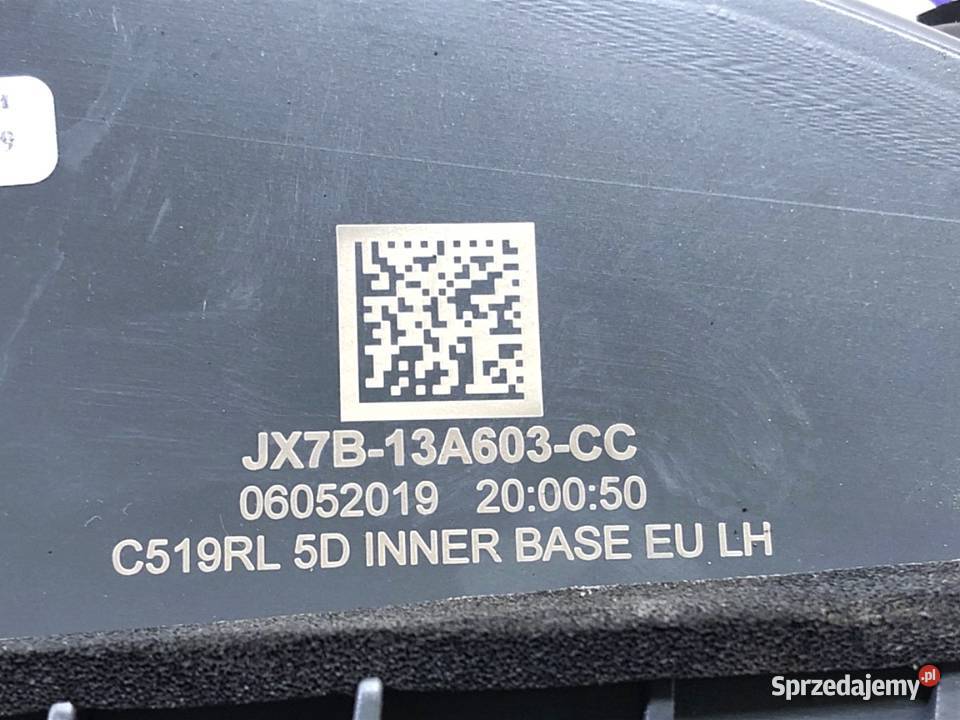 JX7B-13A603-CC
06052019 20:00:50
C519RL 5D INNER BASE EU LH
Sprzedajemy.pl